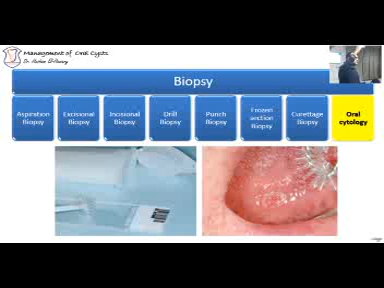 Management of Oral Cysts
Biopsy
Aspiration
Biopsy
Excisional
Biopsy
Incisional
Biopsy
Drill
Biopsy
Punch
Biopsy
Frozen
section
Biopsy
Curettage
Biopsy
Oral
cytology